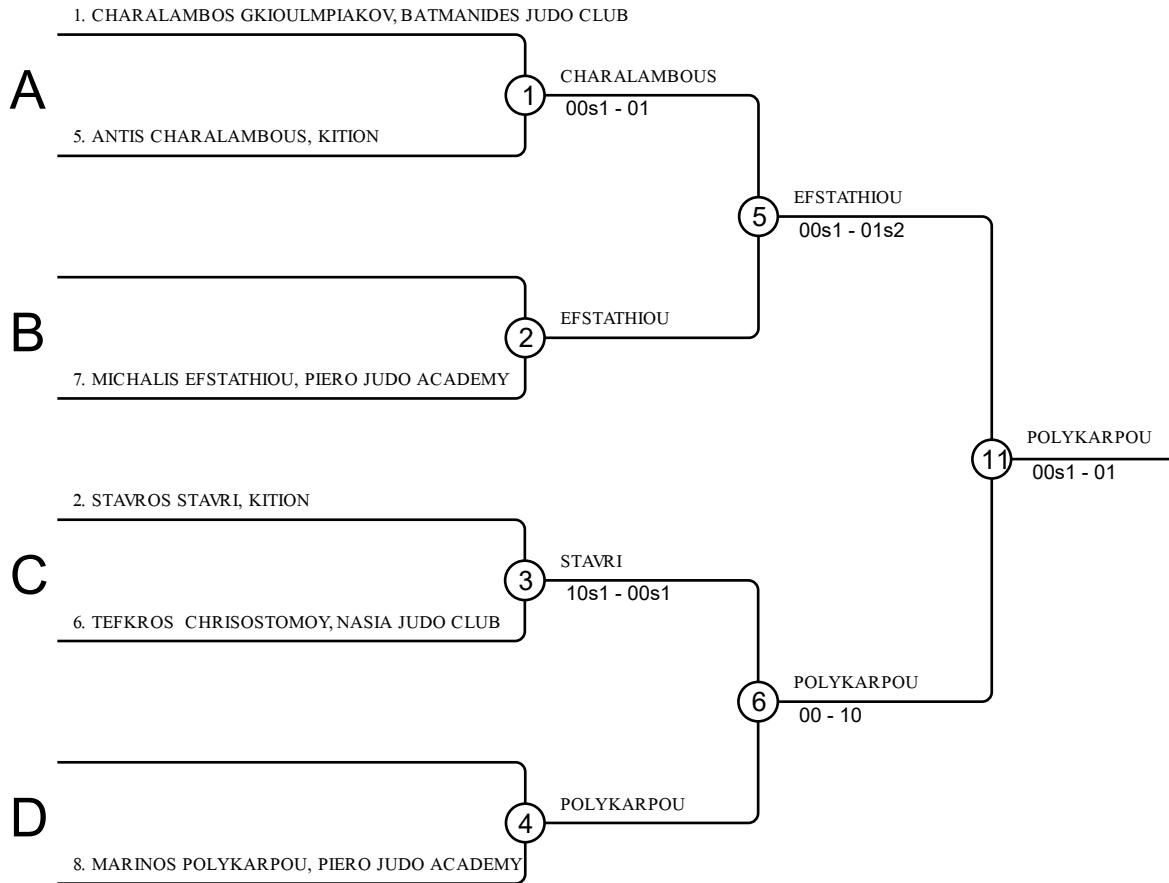 1. CHARALAMBOS GKIOULMPIAKOV, BATMANIDES JUDO CLUB
A
1
CHARALAMBOUS
00s1 - 01
5. ANTIS CHARALAMBOUS, KITION
5
EFSTATHIOU
00s1 - 01s2
B
2
EFSTATHIOU
7. MICHALIS EFSTATHIOU, PIERO JUDO ACADEMY
11
POLYKARPOU
00s1 - 01
2. STAVROS STAVRI, KITION
C
3
STAVRI
10s1 - 00s1
6. TEFKROS CHRISOSTOMOY, NASIA JUDO CLUB
6
POLYKARPOU
00 - 10
D
4
POLYKARPOU
8. MARINOS POLYKARPOU, PIERO JUDO ACADEMY